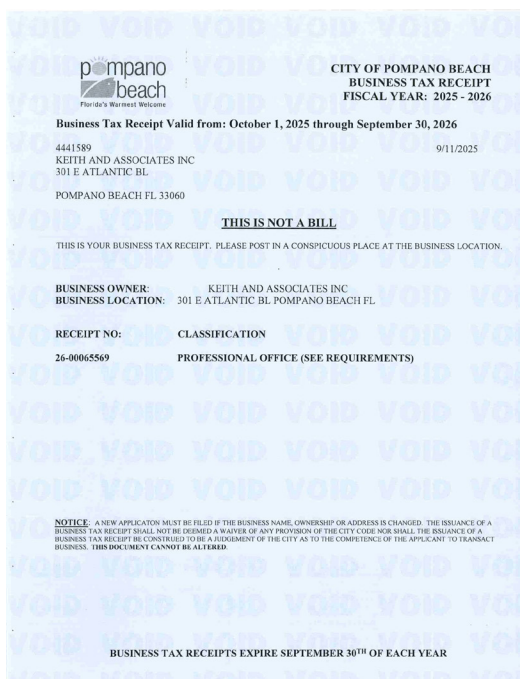 pompano
beach
Florida's Warmest Welcome
CITY OF POMPANO BEACH
BUSINESS TAX RECEIPT
FISCAL YEAR: 2025 - 2026
Business Tax Receipt Valid from: October 1, 2025 through September 30, 2026
4441589
9/11/2025
KEITH AND ASSOCIATES INC
301 E ATLANTIC BL
POMPANO BEACH FL 33060
THIS IS NOT A BILL
THIS IS YOUR BUSINESS TAX RECEIPT. PLEASE POST IN A CONSPICUOUS PLACE AT THE BUSINESS LOCATION.
BUSINESS OWNER: KEITH AND ASSOCIATES INC
BUSINESS LOCATION: 301 E ATLANTIC BL POMPANO BEACH FL
RECEIPT NO: CLASSIFICATION
26-00065569 PROFESSIONAL OFFICE (SEE REQUIREMENTS)
NOTICE: A NEW APPLICATON MUST BE FILED IF THE BUSINESS NAME, OWNERSHIP OR ADDRESS IS CHANGED. THE ISSUANCE OF A
BUSINESS TAX RECEIPT SHALL NOT BE DEEMED A WAIVER OF ANY PROVISION OF THE CITY CODE NOR SHALL THE ISSUANCE OF A
BUSINESS TAX RECEIPT BE CONSTRUED TO BE A JUDGEMENT OF THE CITY AS TO THE COMPETENCE OF THE APPLICANT TO TRANSACT
BUSINESS. THIS DOCUMENT CANNOT BE ALTERED.
BUSINESS TAX RECEIPTS EXPIRE SEPTEMBER 30TH OF EACH YEAR
VOID